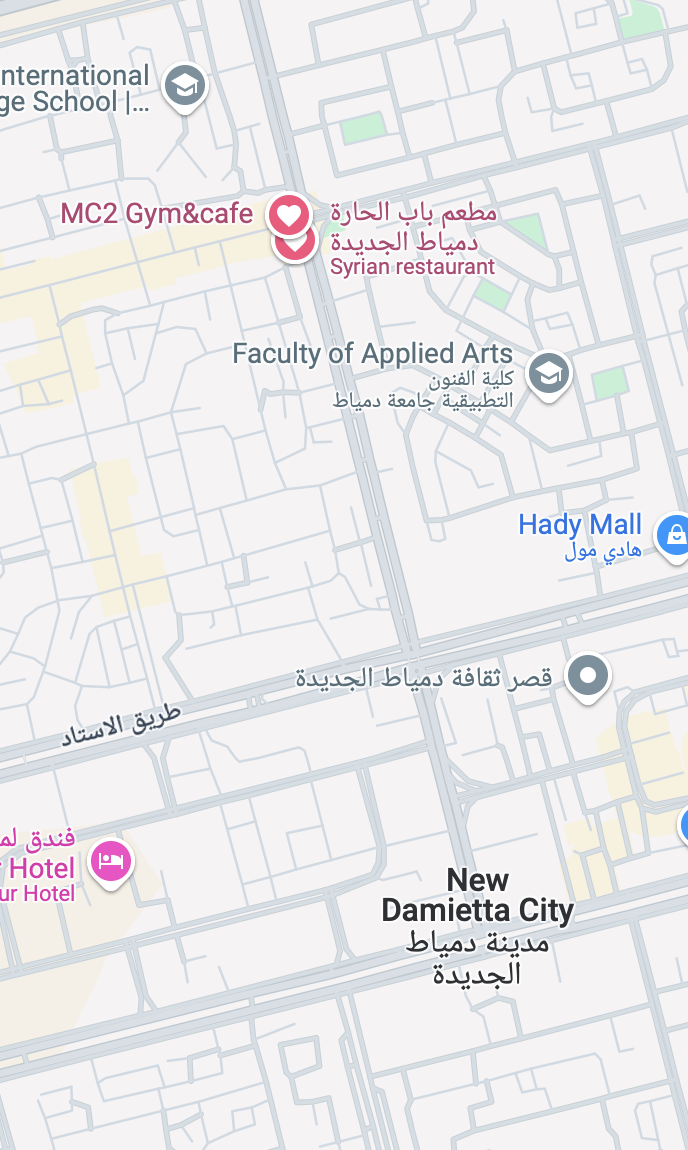 nternational
ge School |...
MC2 Gym&cafe
مطعم باب الحارة
دمياط الجديدة
Syrian restaurant
Faculty of Applied Arts
كلية الفنون
التطبيقية جامعة دمياط
Hady Mall
هادي مول
قصر ثقافة دمياط الجديدة
طريق الاستاد
فندق لم
Hotel
ur Hotel
New
Damietta City
مدينة دمياط
الجديدة